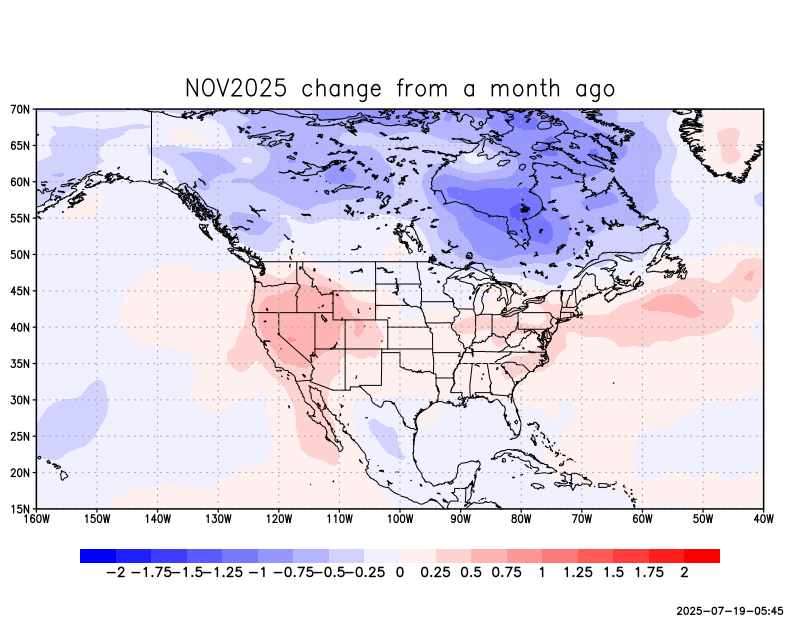 NOV2025 change from a month ago
70N
65N
60N
55N
50N
45N
40N
35N
30N
25N
20N
15N
160W 150W 140W 130W 120W 110W 100W 90W 80W 70W 60W 50W 40W
-2 -1.75 -1.5 -1.25 -1 -0.75 -0.5 -0.25 0 0.25 0.5 0.75 1 1.25 1.5 1.75 2
2025-07-19-05:45